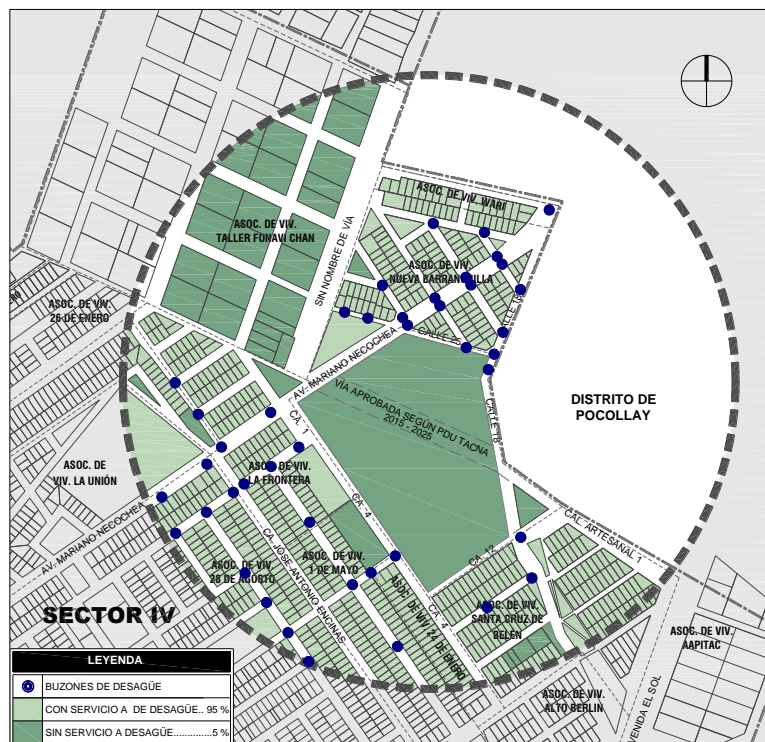 ASOC. DE VIV. WARI
ASOC. DE VIV.
TALLER FONAVI CHAN
SIN NOMBRE DE VÍA
ASOC. DE VIV.
NUEVA BARRANQUILLA
ASOC. DE VIV.
26 DE ENERO
CALLE 25
CALLE 18
AV. MARIANO NECOCHEA
VIA APROBADA SEGÚN PDU TACNA
2015 - 2025
CALLE 18
DISTRITO DE
POCOLLAY
CA. 1
ASOC. DE
VIV. LA UNIÓN
ASOC. DE VIV.
LA FRONTERA
CA. 4
AV. MARIANO NECOCHEA
CAL. ARTESANAL 1
CA. 12
ASOC. DE VIV.
28 DE AGOSTO
ASOC. DE VIV.
1 DE MAYO
CA. JOSE ANTONIO ENCINAS
ASOC. DE VIV. 24 DE ENERO
CA. 4
ASOC. DE VIV.
SANTA CRUZ DE
BELEN
SECTOR IV
ASOC. DE VIV.
AAPITAC
ASOC. DE VIV.
ALTO BERLIN
VENIDA EL SOL
LEYENDA
BUZONES DE DESAGÜE
CON SERVICIO A DE DESAGÜE.. 95 %
SIN SERVICIO A DESAGÜE.............5 %